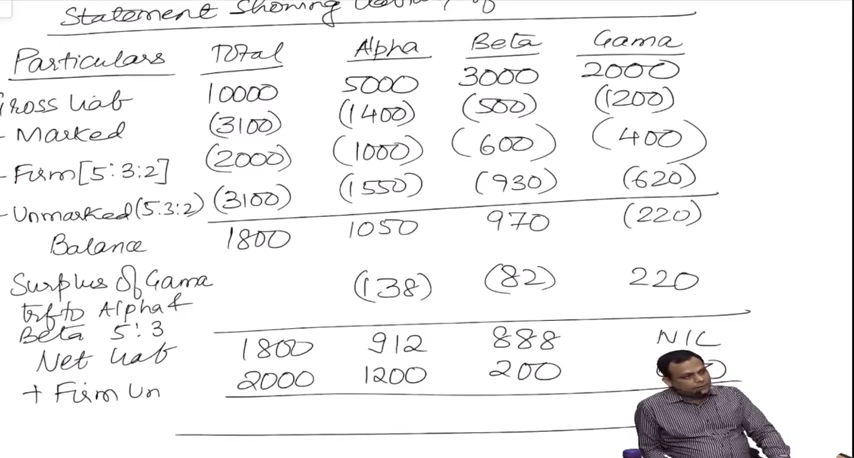 Statement Showing
Particulars Total Alpha Beta Gama
Gross Liab 10000 5000 3000 2000
- Marked (3100) (1400) (500) (1200)
- Firm [5:3:2] (2000) (1000) (600) (400)
- Unmarked (5:3:2) (3100) (1550) (930) (620)
Balance 1800 1050 970 (220)
Surplus of Gama (138) (82) 220
trf to Alpha &
Beta 5:3
Net Liab 1800 912 888 NIL
+ Firm Un 2000 1200 200